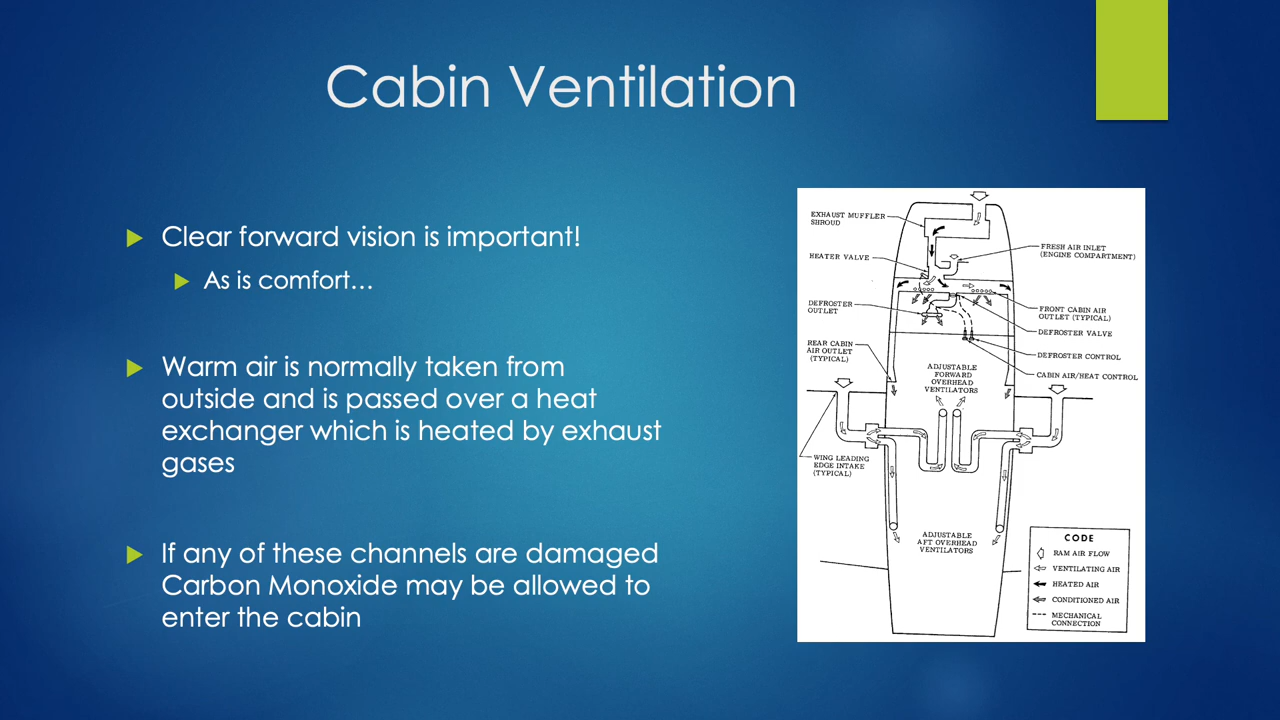 Cabin Ventilation
Clear forward vision is important!
As is comfort...
Warm air is normally taken from
outside and is passed over a heat
exchanger which is heated by exhaust
gases
If any of these channels are damaged
Carbon Monoxide may be allowed to
enter the cabin
EXHAUST MUFFLER
SHROUD
HEATER VALVE
FRESH AIR INLET
(ENGINE COMPARTMENT)
DEFROSTER
OUTLET
FRONT CABIN AIR
OUTLET (TYPICAL)
DEFROSTER VALVE
REAR CABIN
AIR OUTLET
(TYPICAL)
DEFROSTER CONTROL
CABIN AIR/HEAT CONTROL
ADJUSTABLE
FORWARD
OVERHEAD
VENTILATORS
WING LEADING
EDGE INTAKE
(TYPICAL)
ADJUSTABLE
AFT OVERHEAD
VENTILATORS
CODE
RAM AIR FLOW
VENTILATING AIR
HEATED AIR
CONDITIONED AIR
MECHANICAL
CONNECTION